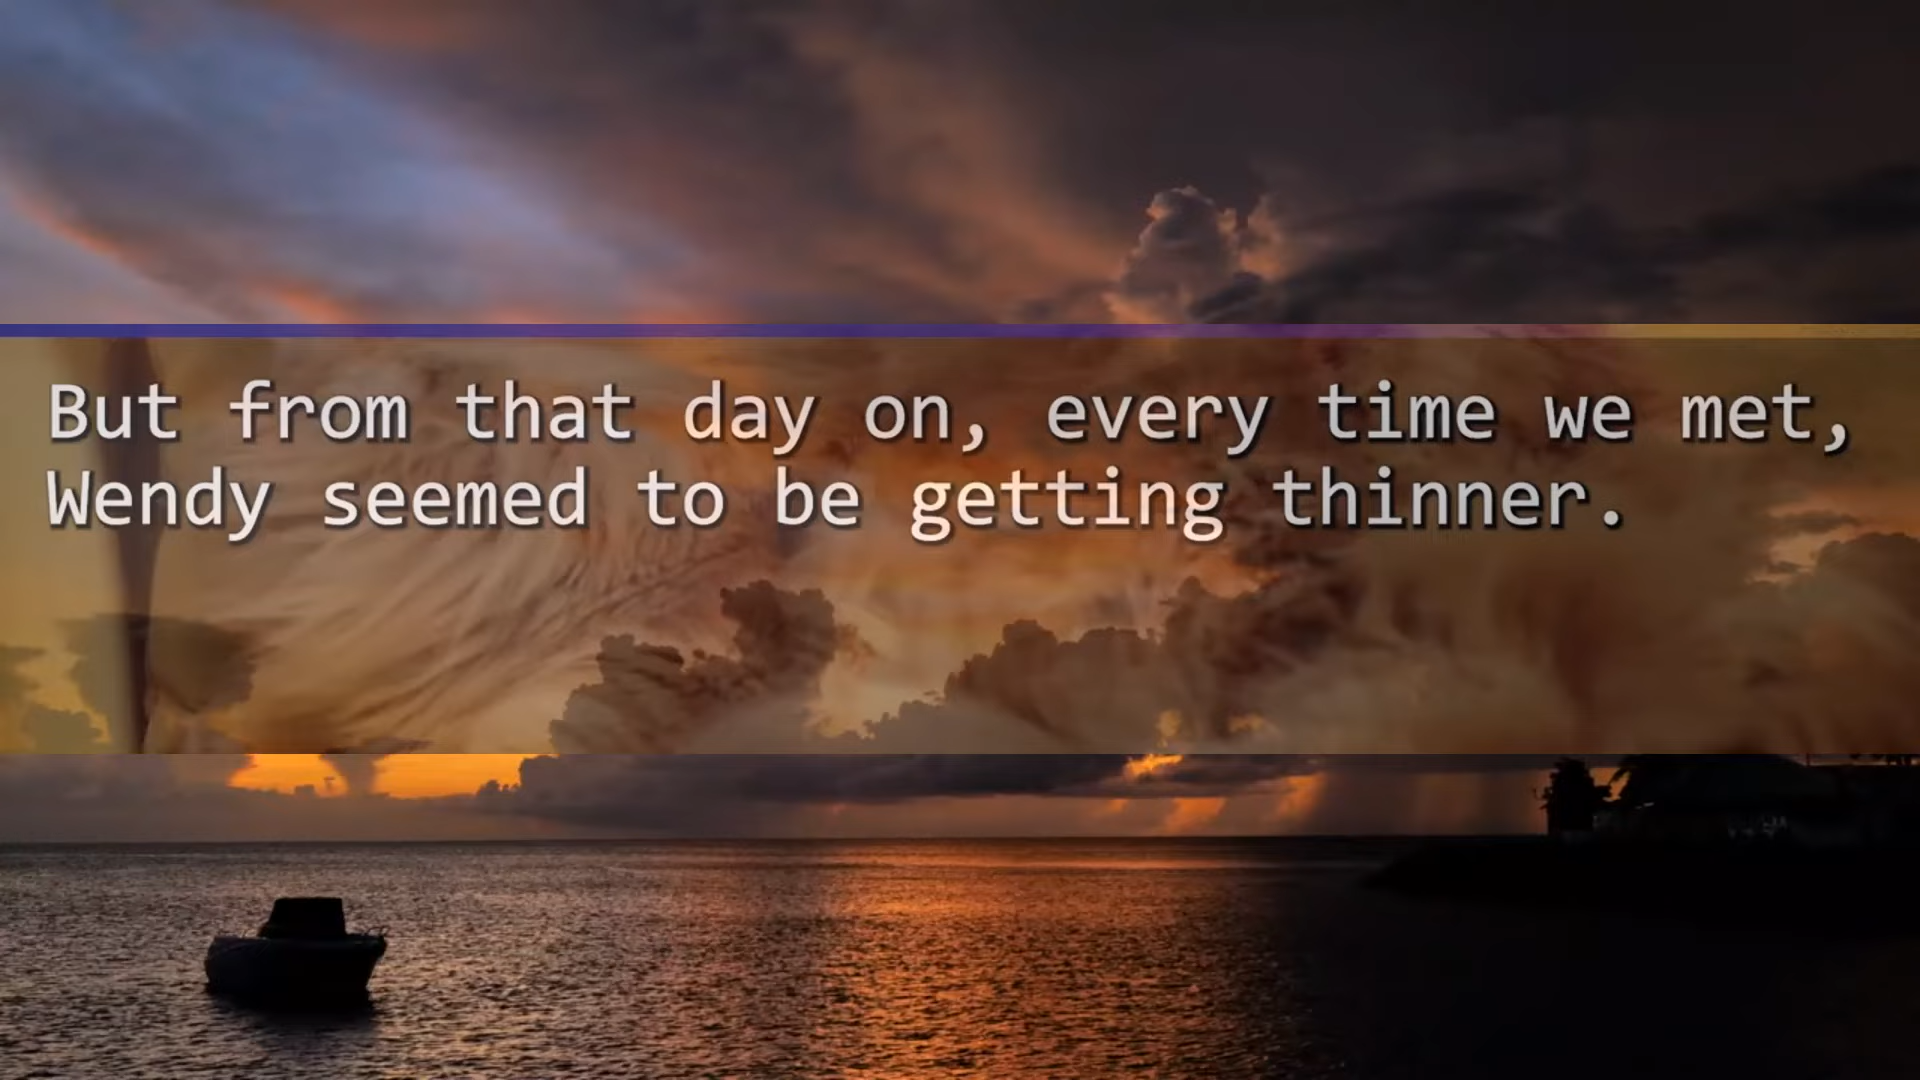 But from that day on, every time we met,
Wendy seemed to be getting thinner.